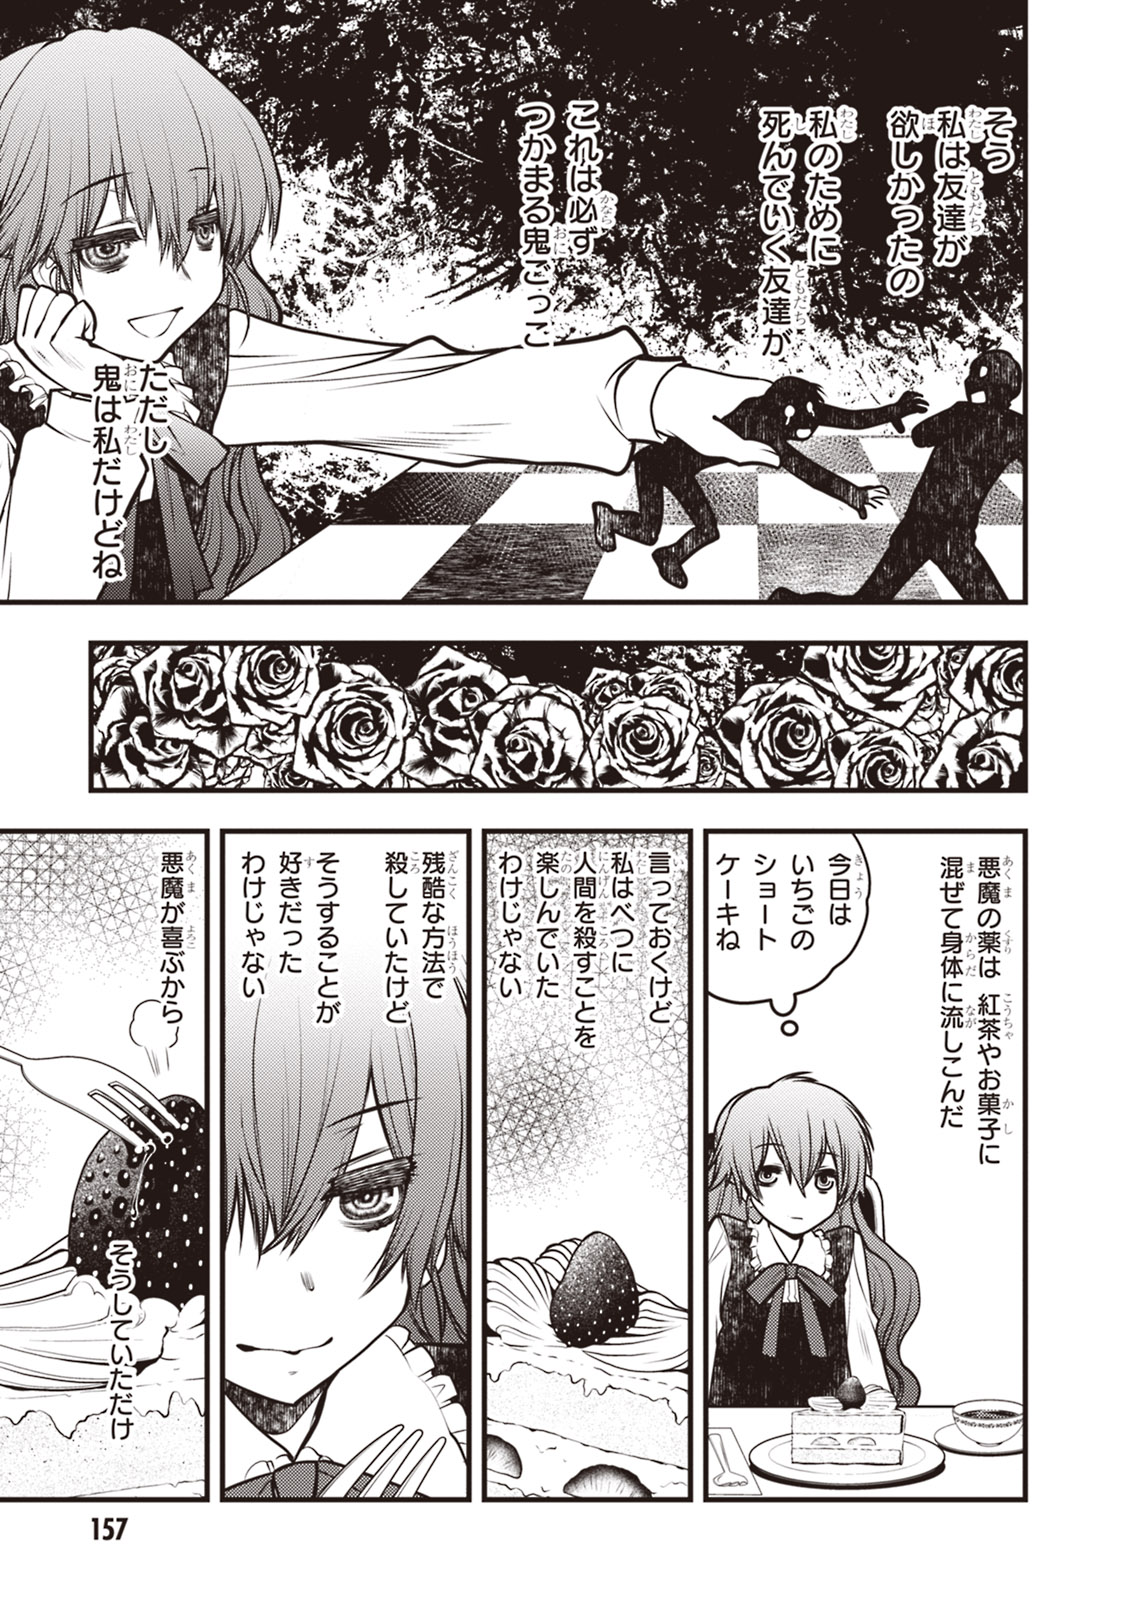 そう
私は友達が
欲しかったの
私のために
死んでいく友達が
これは必ず
つかまる鬼ごっこ
ただし
鬼は私だけどね
悪魔の薬は 紅茶やお菓子に
混ぜて身体に流しこんだ
今日は
いちごの
ショート
ケーキね
言っておくけど
私はべつに
人間を殺すことを
楽しんでいた
わけじゃない
残酷な方法で
殺していたけど
そうすることが
好きだった
わけじゃない
悪魔が喜ぶから
そうしていただけ
157